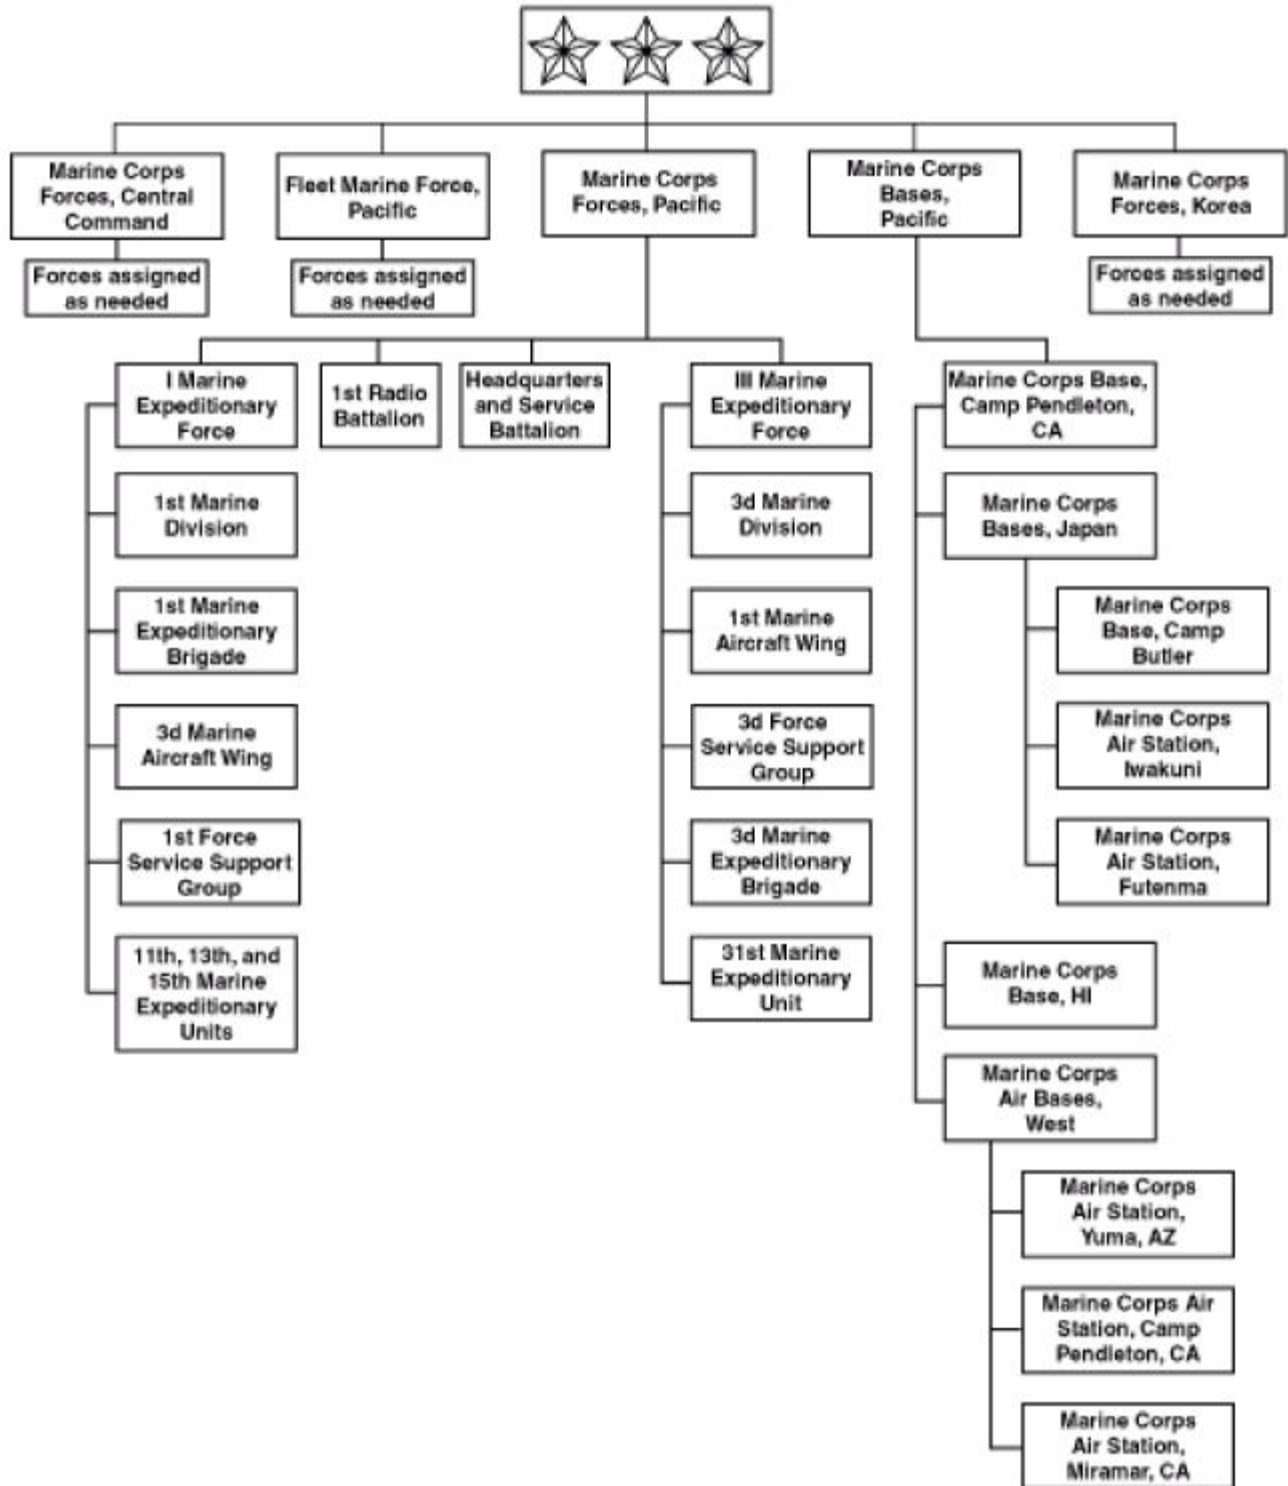 Marine Corps
Forces, Central
Command
Fleet Marine Force,
Pacific
Marine Corps
Forces, Pacific
Marine Corps
Bases,
Pacific
Marine Corps
Forces, Korea
Forces assigned
as needed
Forces assigned
as needed
Forces assigned
as needed
I Marine
Expeditionary
Force
1st Radio
Battalion
Headquarters
and Service
Battalion
III Marine
Expeditionary
Force
Marine Corps Base,
Camp Pendleton,
CA
1st Marine
Division
3d Marine
Division
Marine Corps
Bases, Japan
1st Marine
Expeditionary
Brigade
1st Marine
Aircraft Wing
Marine Corps
Base, Camp
Butler
3d Marine
Aircraft Wing
3d Force
Service Support
Group
Marine Corps
Air Station,
Iwakuni
1st Force
Service Support
Group
3d Marine
Expeditionary
Brigade
Marine Corps
Air Station,
Futenma
11th, 13th, and
15th Marine
Expeditionary
Units
31st Marine
Expeditionary
Unit
Marine Corps
Base, HI
Marine Corps
Air Bases,
West
Marine Corps
Air Station,
Yuma, AZ
Marine Corps Air
Station, Camp
Pendleton, CA
Marine Corps
Air Station,
Miramar, CA